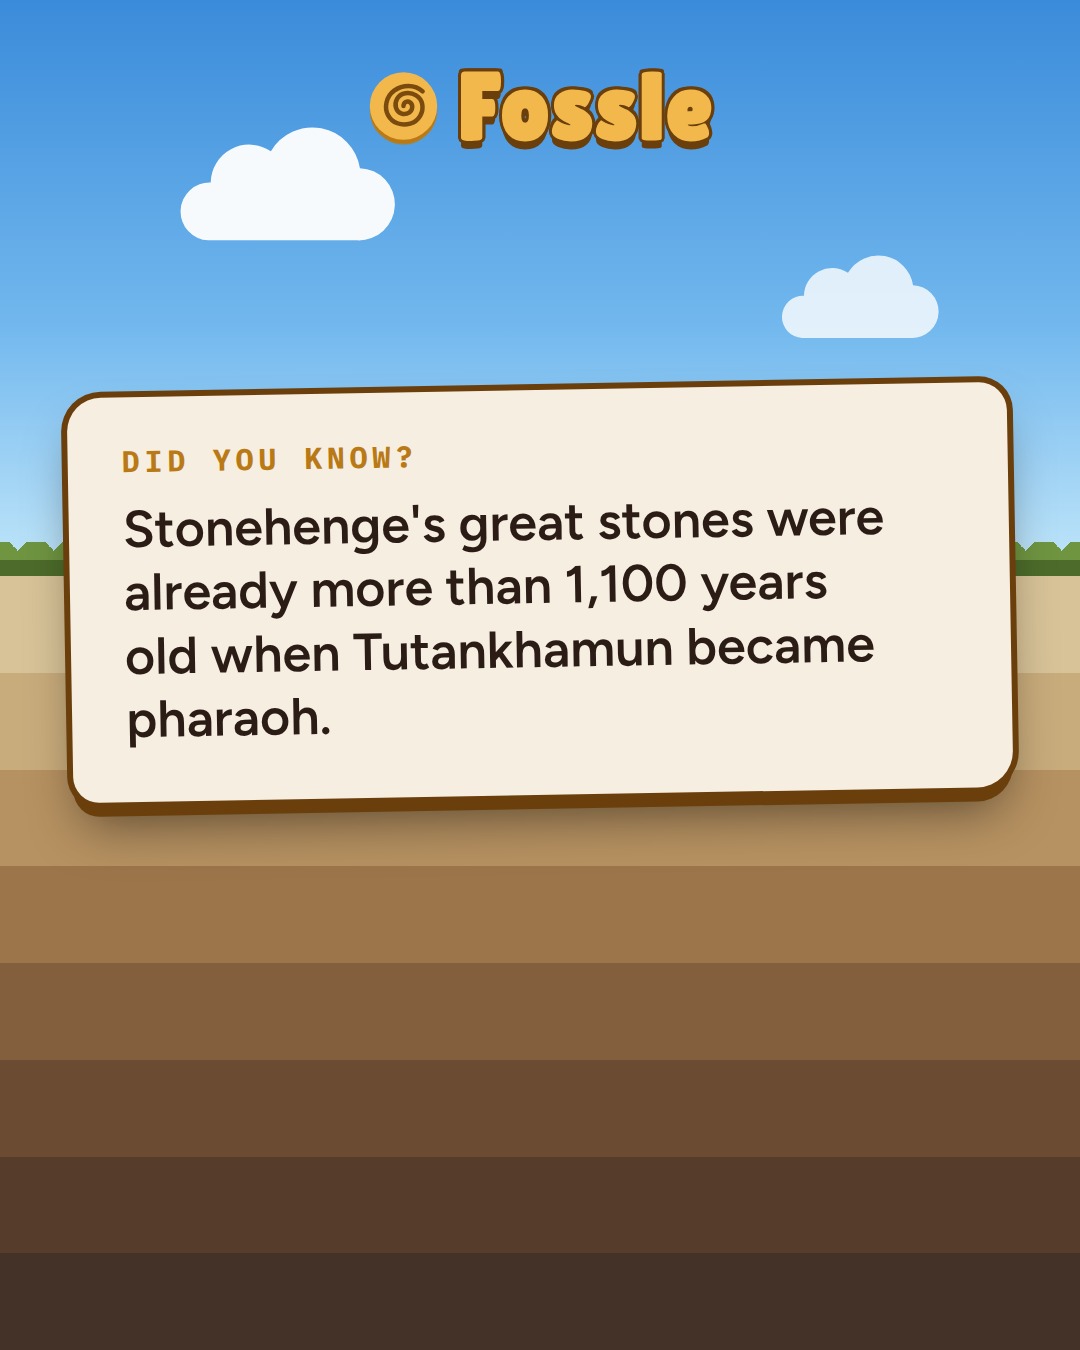 Fossle
DID YOU KNOW?
Stonehenge's great stones were
already more than 1,100 years
old when Tutankhamun became
pharaoh.